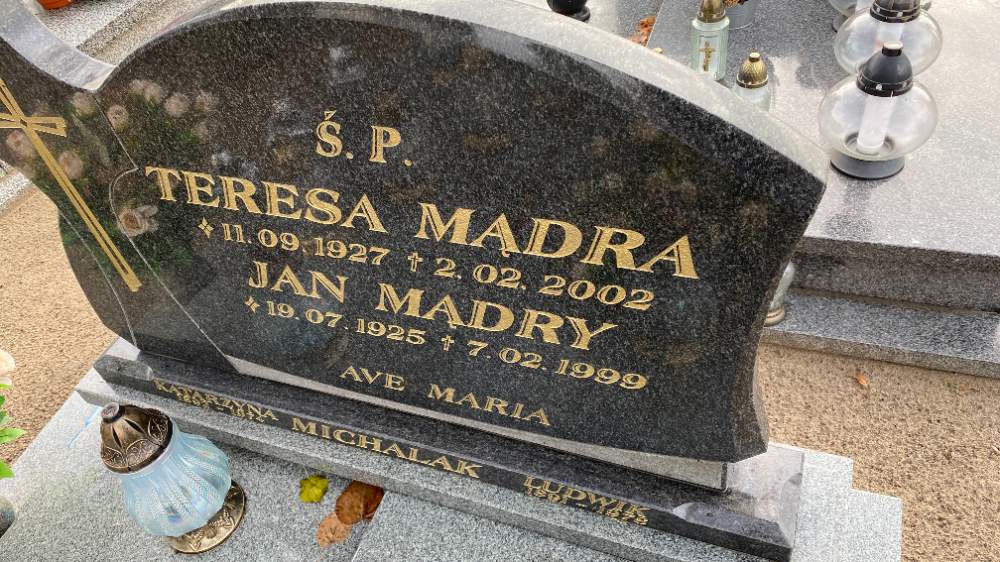 Ś. P.
TERESA MĄDRA
11. 09. 1927 † 2. 02. 2002
JAN MĄDRY
19. 07. 1925 † 7. 02. 1999
AVE MARIA
KATARZYNA
MICHALAK
LUDWIK